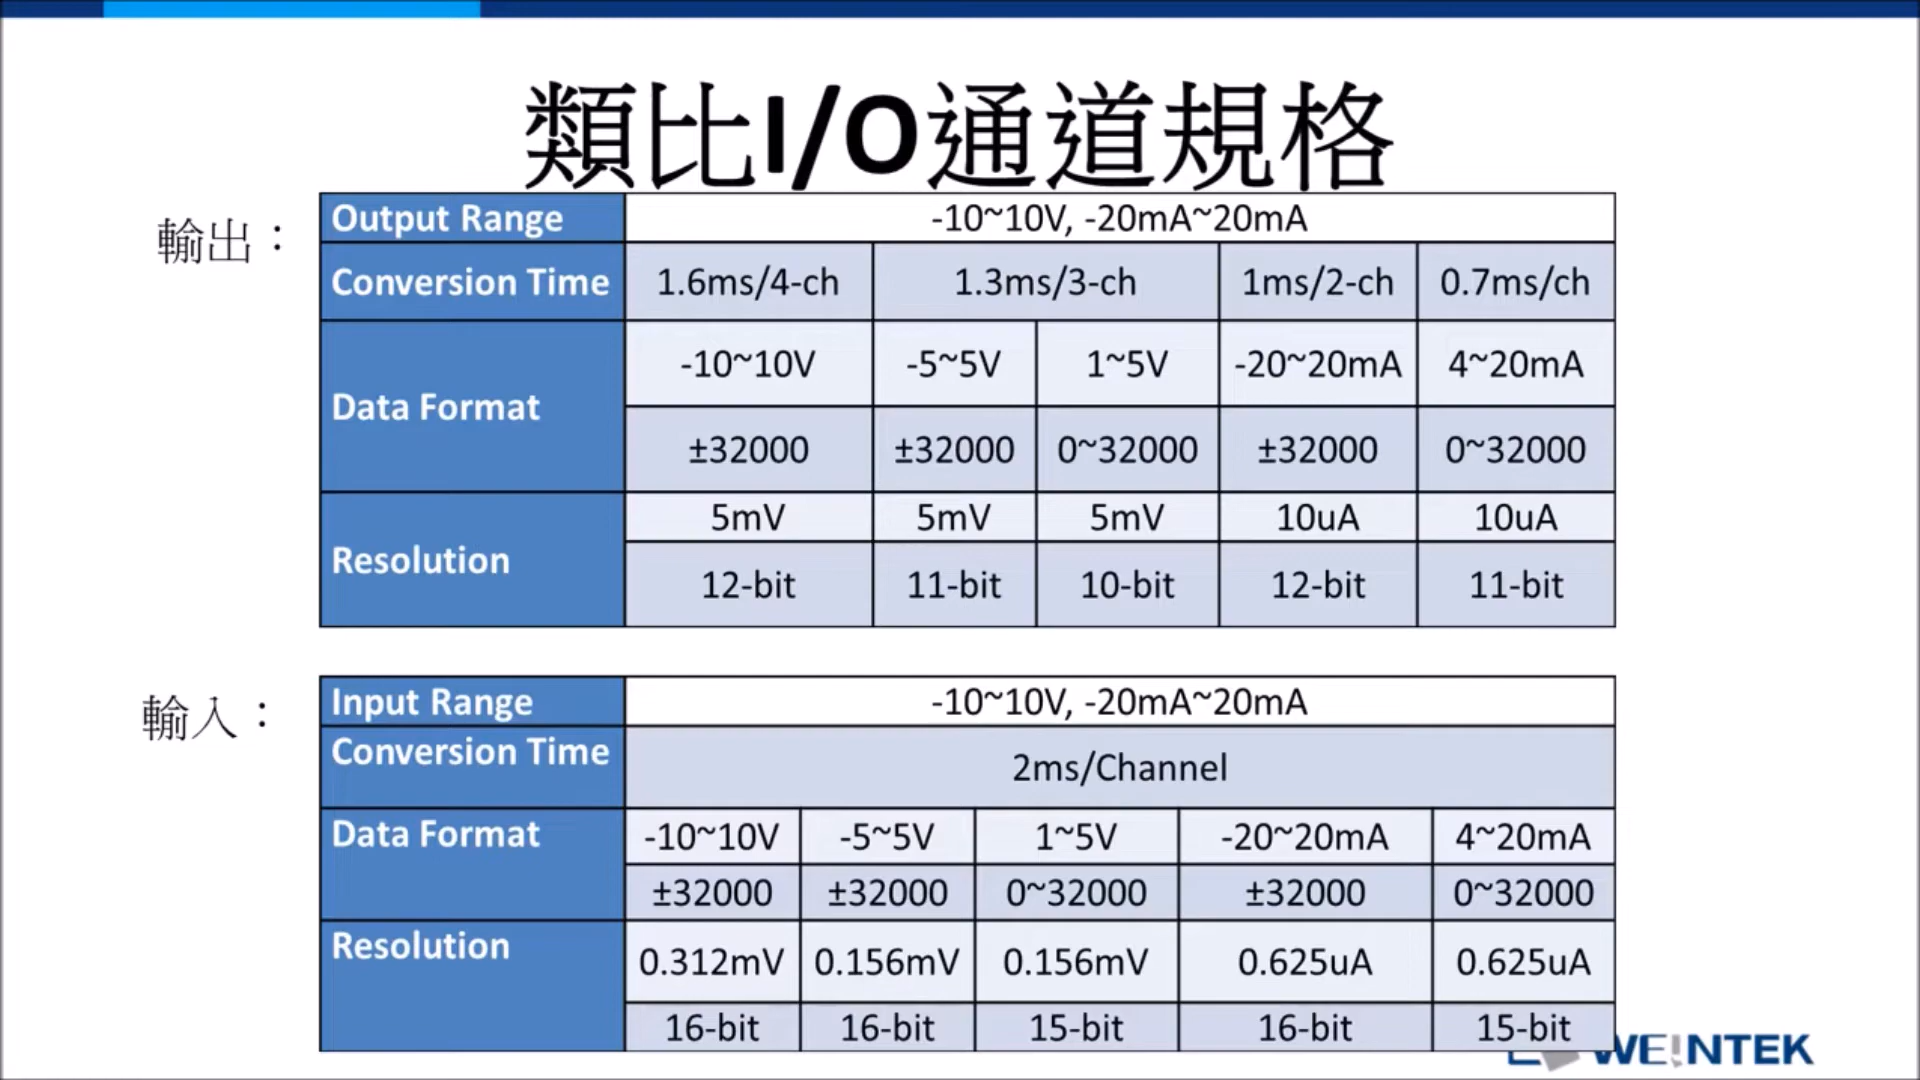 類比I/O通道規格
輸出：
Output Range -10~10V, -20mA~20mA
Conversion Time 1.6ms/4-ch 1.3ms/3-ch 1ms/2-ch 0.7ms/ch
Data Format -10~10V -5~5V 1~5V -20~20mA 4~20mA
±32000 ±32000 0~32000 ±32000 0~32000
Resolution 5mV 5mV 5mV 10uA 10uA
12-bit 11-bit 10-bit 12-bit 11-bit
輸入：
Input Range -10~10V, -20mA~20mA
Conversion Time 2ms/Channel
Data Format -10~10V -5~5V 1~5V -20~20mA 4~20mA
±32000 ±32000 0~32000 ±32000 0~32000
Resolution 0.312mV 0.156mV 0.156mV 0.625uA 0.625uA
16-bit 16-bit 15-bit 16-bit 15-bit
WEINTEK